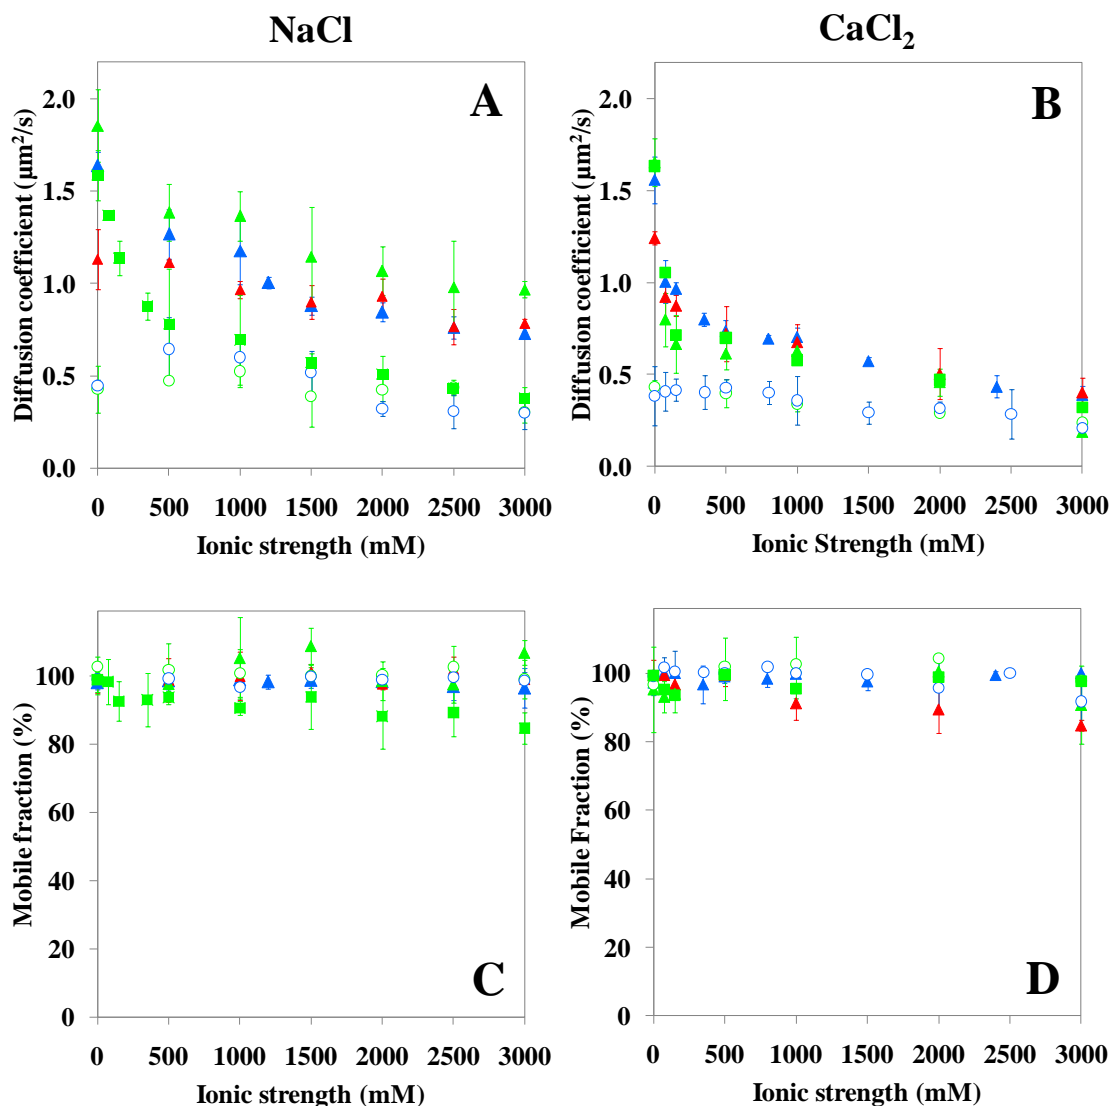 NaCl
CaCl2
A
Diffusion coefficient (µm²/s)
2.0
1.5
1.0
0.5
0.0
0 500 1000 1500 2000 2500 3000
Ionic strength (mM)
B
Diffusion coefficient (µm²/s)
2.0
1.5
1.0
0.5
0.0
0 500 1000 1500 2000 2500 3000
Ionic Strength (mM)
C
Mobile fraction (%)
100
80
60
40
20
0
0 500 1000 1500 2000 2500 3000
Ionic strength (mM)
D
Mobile Fraction (%)
100
80
60
40
20
0
0 500 1000 1500 2000 2500 3000
Ionic strength (mM)